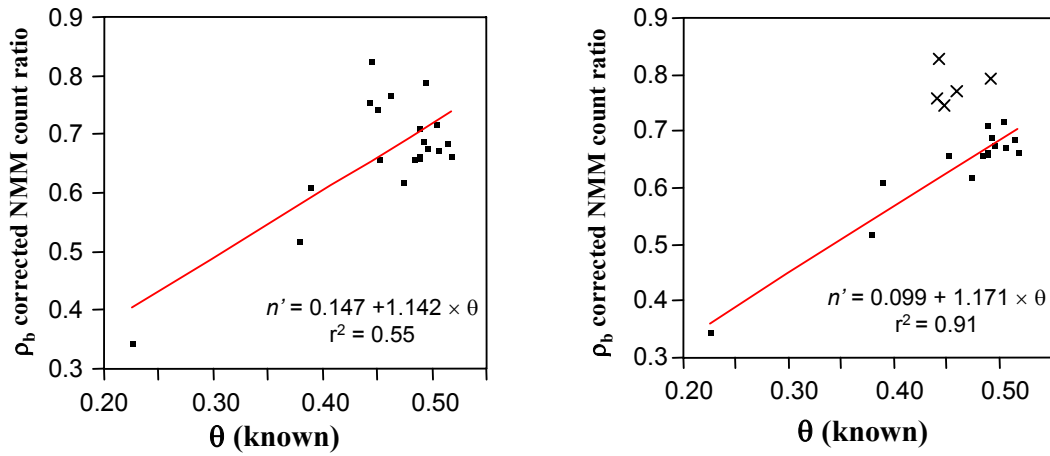 ρb corrected NMM count ratio
0.9
0.8
0.7
0.6
0.5
0.4
0.3
n' = 0.147 +1.142 × θ
r² = 0.55
0.20 0.30 0.40 0.50
θ (known)
ρb corrected NMM count ratio
0.9
0.8
0.7
0.6
0.5
0.4
0.3
n' = 0.099 + 1.171 × θ
r² = 0.91
0.20 0.30 0.40 0.50
θ (known)